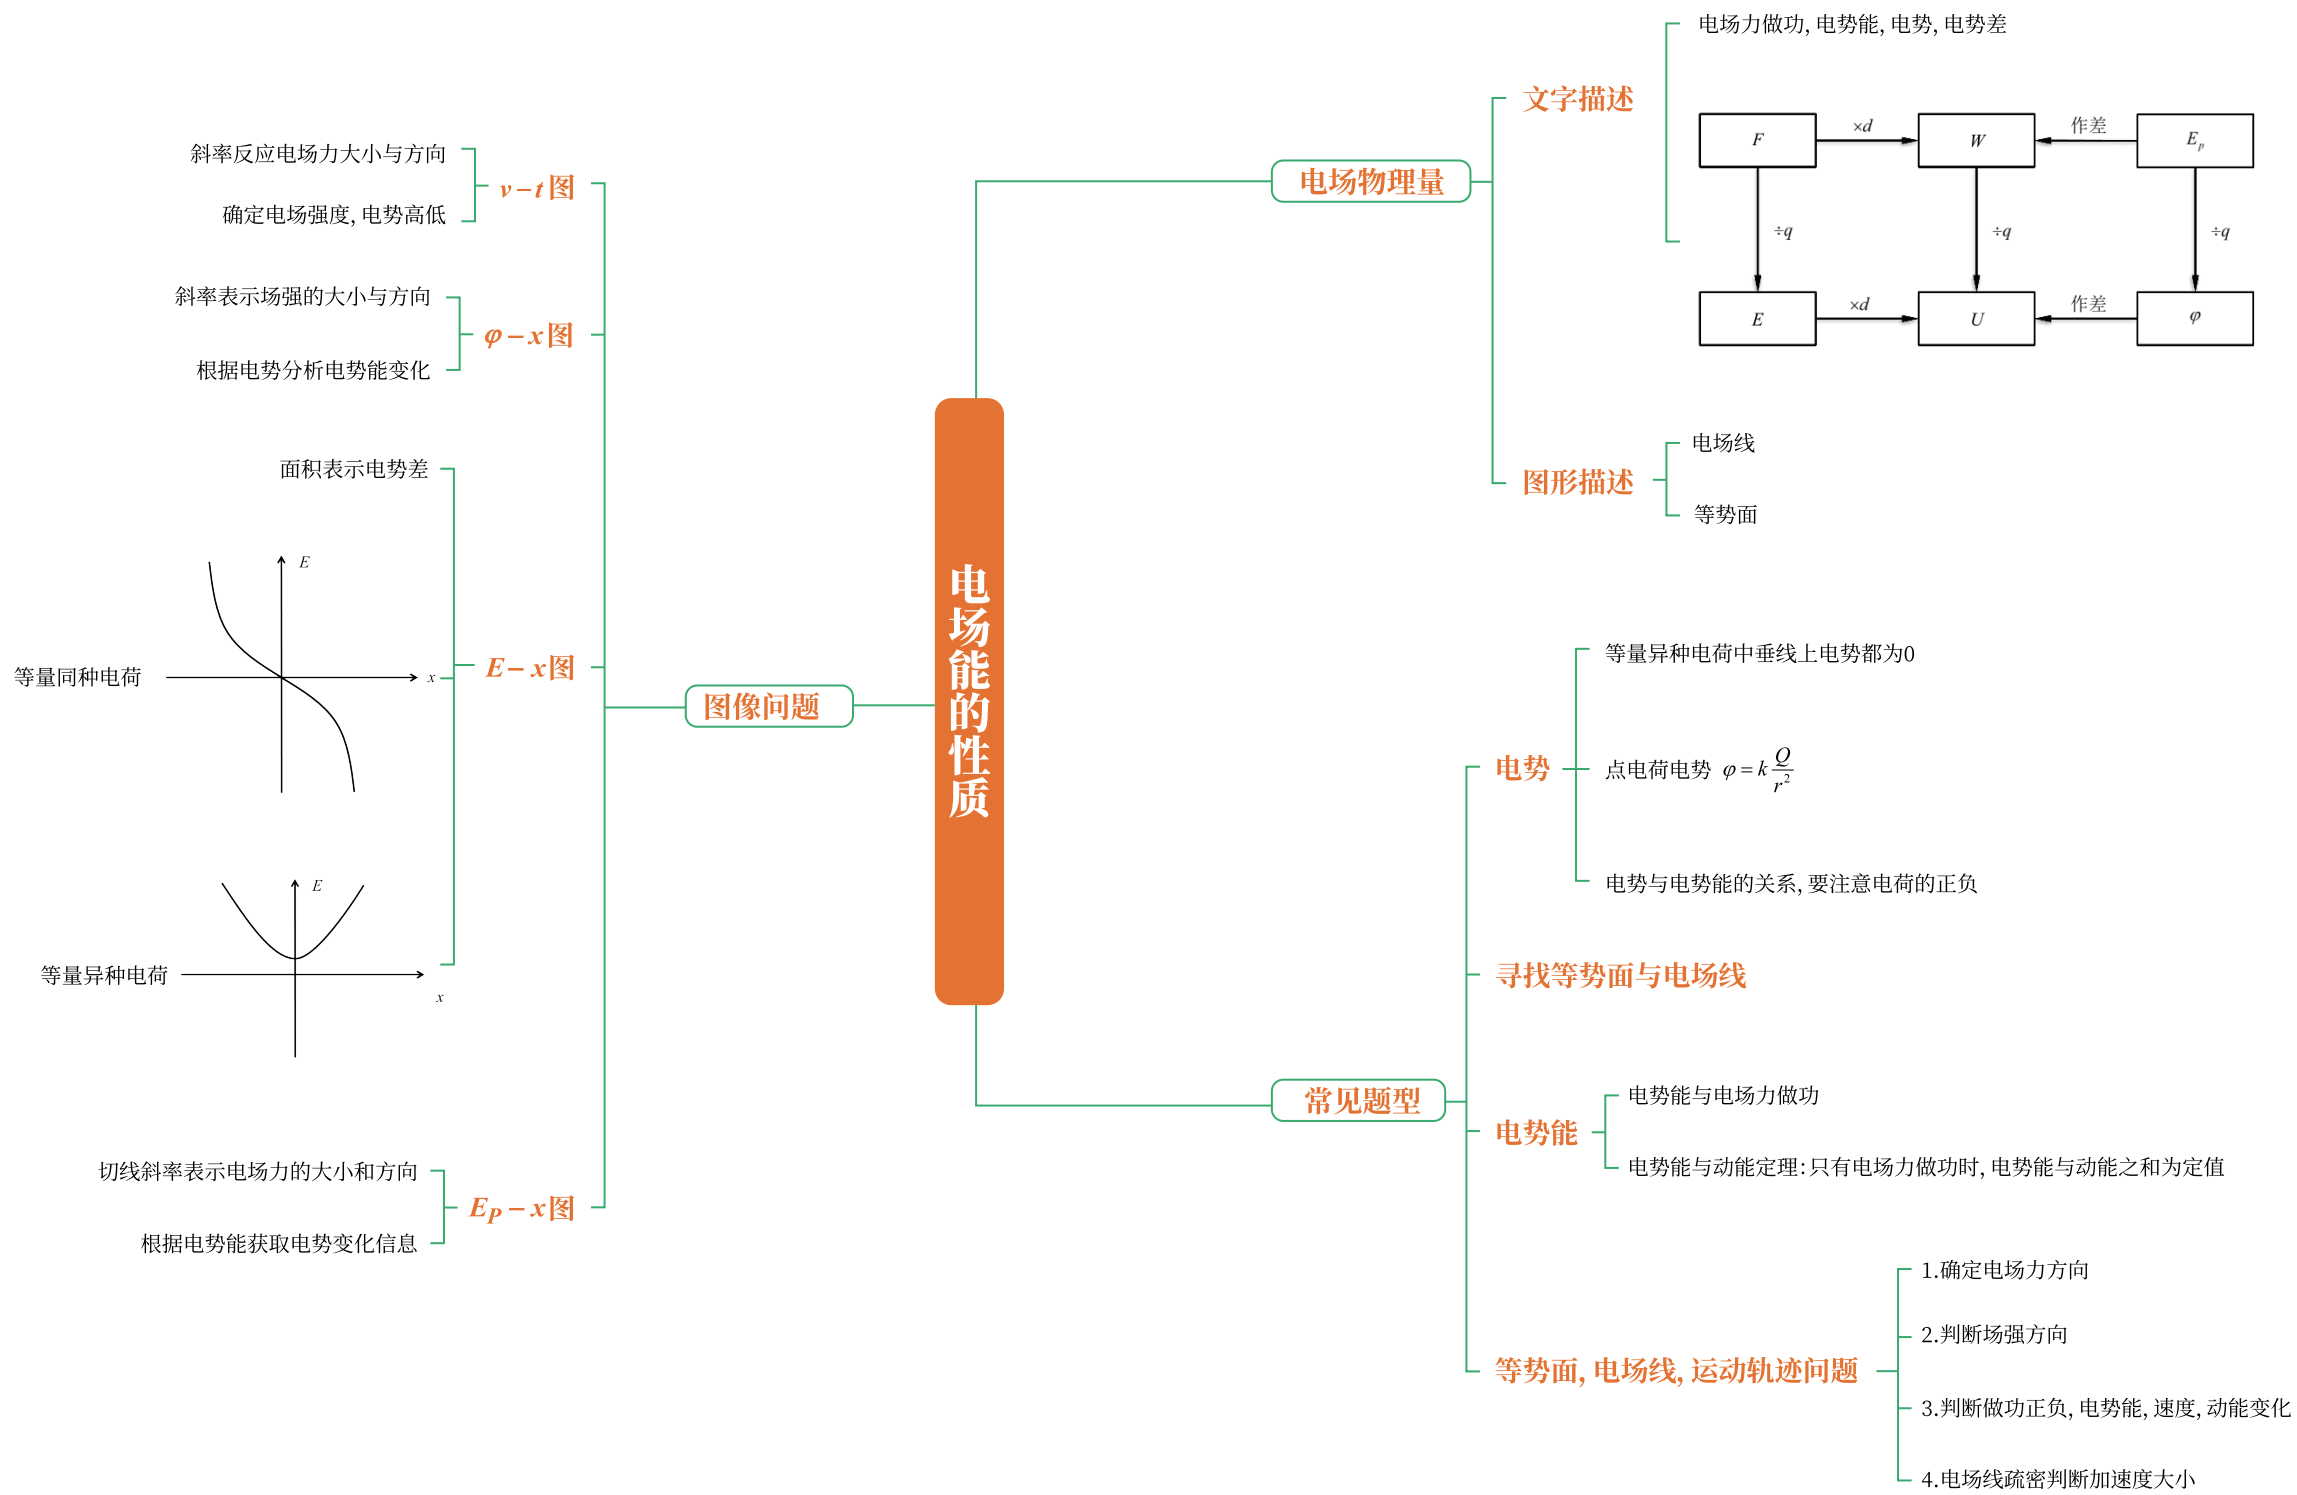 电场能的性质
电场物理量
文字描述
电场力做功, 电势能, 电势, 电势差
F
×d
W
作差
E_p
÷q
÷q
÷q
E
×d
U
作差
φ
图形描述
电场线
等势面
常见题型
电势
等量异种电荷中垂线上电势都为0
点电荷电势 φ = k Q/r²
电势与电势能的关系, 要注意电荷的正负
寻找等势面与电场线
电势能
电势能与电场力做功
电势能与动能定理: 只有电场力做功时, 电势能与动能之和为定值
等势面, 电场线, 运动轨迹问题
1.确定电场力方向
2.判断场强方向
3.判断做功正负, 电势能, 速度, 动能变化
4.电场线疏密判断加速度大小
图像问题
v－t图
斜率反应电场力大小与方向
确定电场强度, 电势高低
φ－x图
斜率表示场强的大小与方向
根据电势分析电势能变化
E－x图
面积表示电势差
等量同种电荷
E
x
等量异种电荷
E
x
E_P－x图
切线斜率表示电场力的大小和方向
根据电势能获取电势变化信息